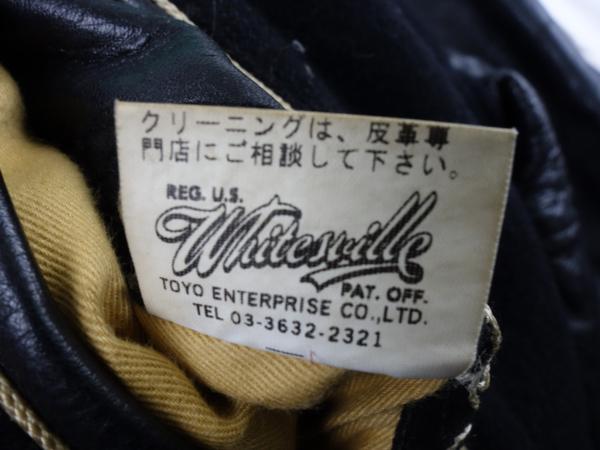 クリーニングは、皮革専
門店にご相談して下さい。
REG. U.S.
Whitesville
PAT. OFF.
TOYO ENTERPRISE CO.,LTD.
TEL 03-3632-2321